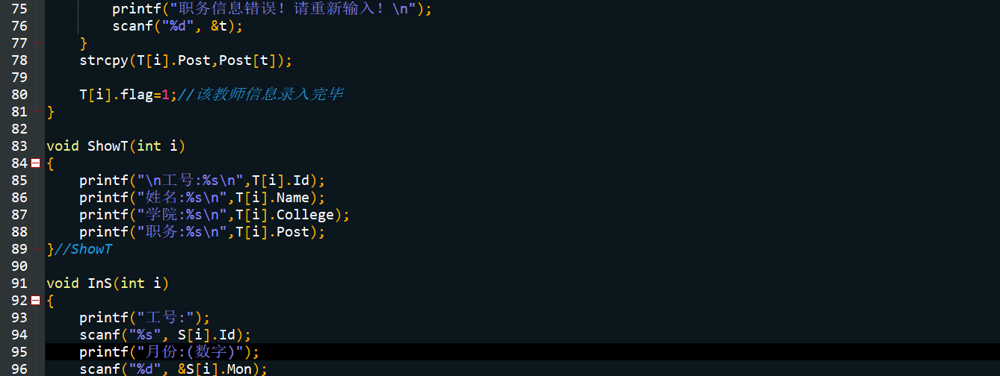 75 printf("职务信息错误！请重新输入！\n");
76 scanf("%d", &t);
77 }
78 strcpy(T[i].Post,Post[t]);
79
80 T[i].flag=1;//该教师信息录入完毕
81 }
82
83 void ShowT(int i)
84 {
85 printf("\n工号:%s\n",T[i].Id);
86 printf("姓名:%s\n",T[i].Name);
87 printf("学院:%s\n",T[i].College);
88 printf("职务:%s\n",T[i].Post);
89 }//ShowT
90
91 void InS(int i)
92 {
93 printf("工号:");
94 scanf("%s", S[i].Id);
95 printf("月份:(数字)");
96 scanf("%d", &S[i].Mon);